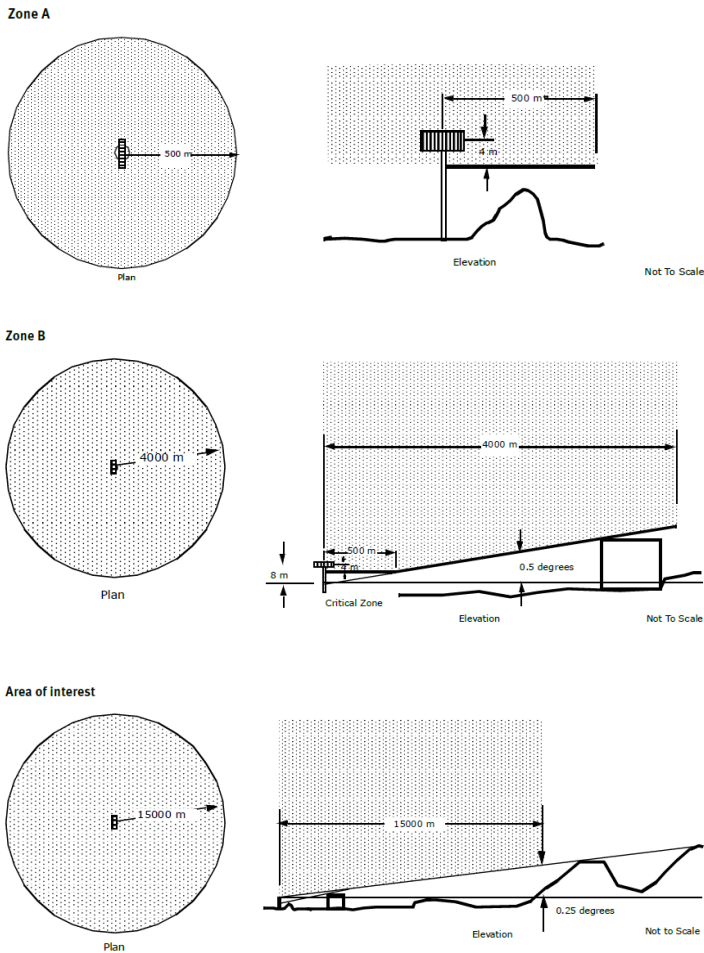 Zone A
500 m
500 m
4 m
Plan
Elevation
Not To Scale
Zone B
4000 m
4000 m
500 m
4 m
8 m
0.5 degrees
Critical Zone
Plan
Elevation
Not To Scale
Area of interest
15000 m
15000 m
0.25 degrees
Plan
Elevation
Not to Scale